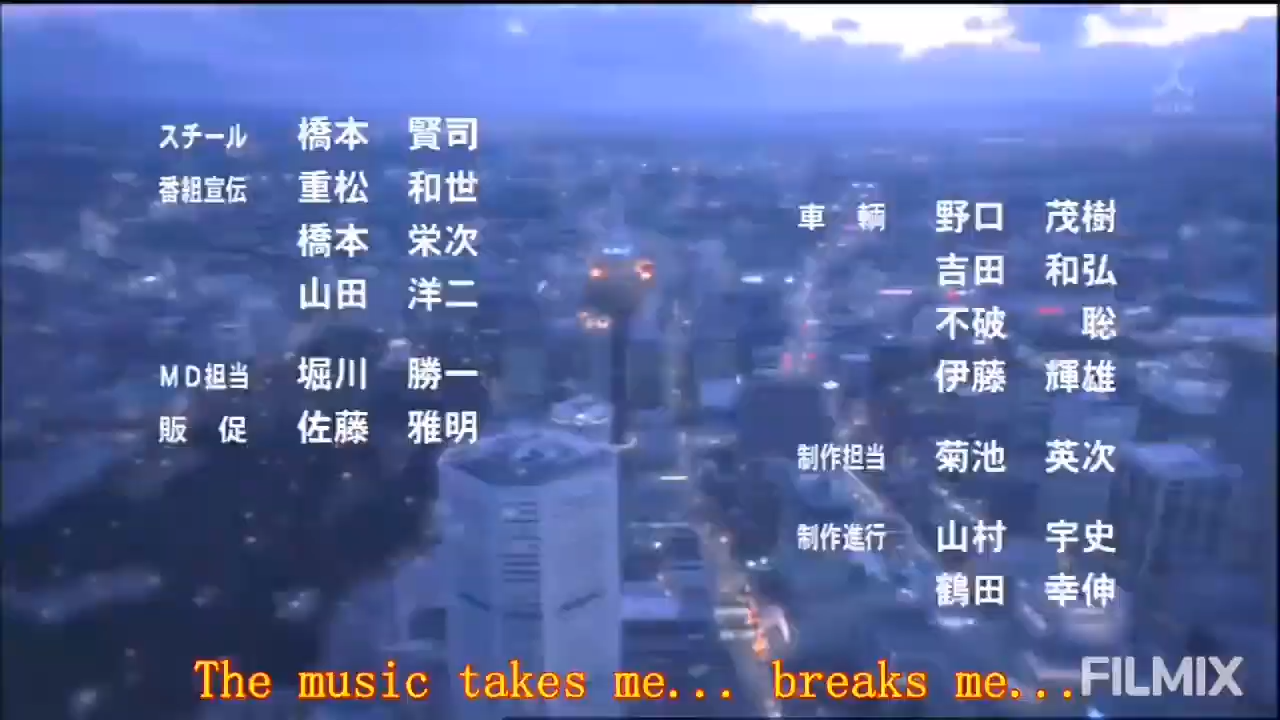 スチール 橋本 賢司
番組宣伝 重松 和世
橋本 栄次
山田 洋二
MD担当 堀川 勝一
販 促 佐藤 雅明
車 輌 野口 茂樹
吉田 和弘
不破 聡
伊藤 輝雄
制作担当 菊池 英次
制作進行 山村 宇史
鶴田 幸伸
The music takes me... breaks me...
FILMIX